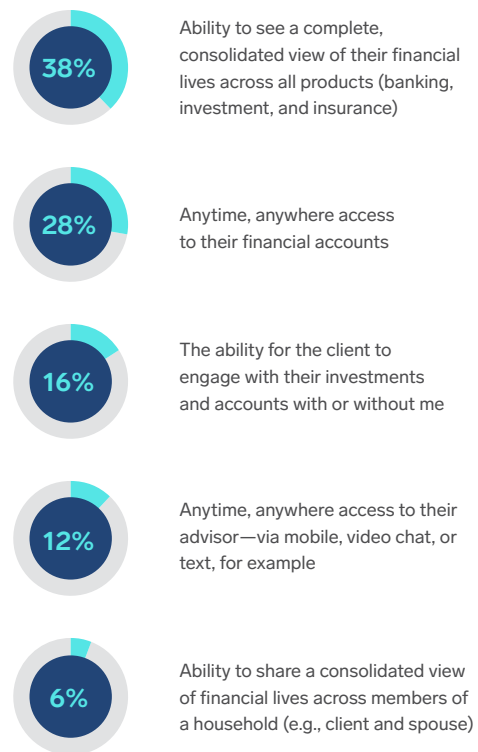 38%
Ability to see a complete,
consolidated view of their financial
lives across all products (banking,
investment, and insurance)
28%
Anytime, anywhere access
to their financial accounts
16%
The ability for the client to
engage with their investments
and accounts with or without me
12%
Anytime, anywhere access to their
advisor—via mobile, video chat, or
text, for example
6%
Ability to share a consolidated view
of financial lives across members of
a household (e.g., client and spouse)